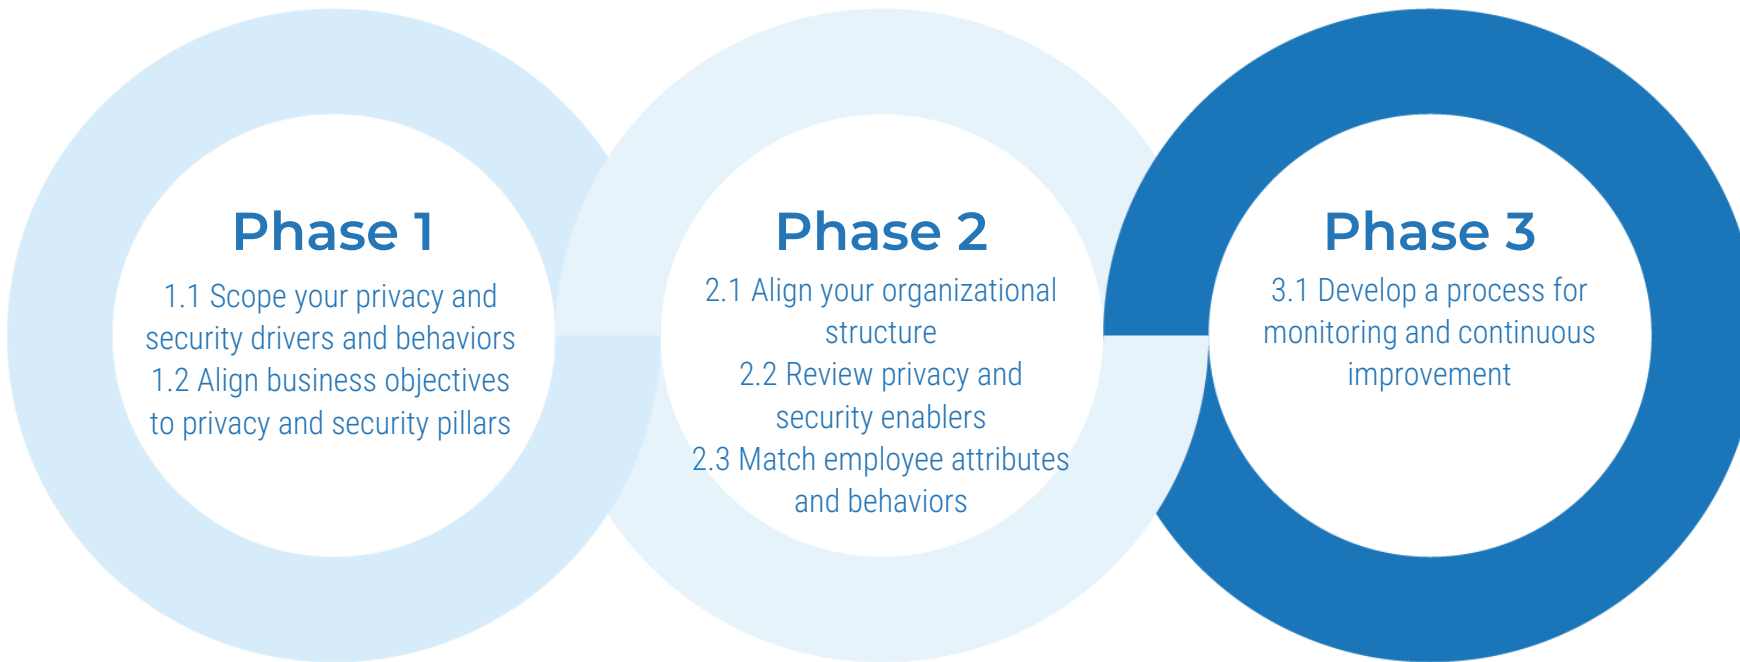 Phase 1
1.1 Scope your privacy and
security drivers and behaviors
1.2 Align business objectives
to privacy and security pillars
Phase 2
2.1 Align your organizational
structure
2.2 Review privacy and
security enablers
2.3 Match employee attributes
and behaviors
Phase 3
3.1 Develop a process for
monitoring and continuous
improvement